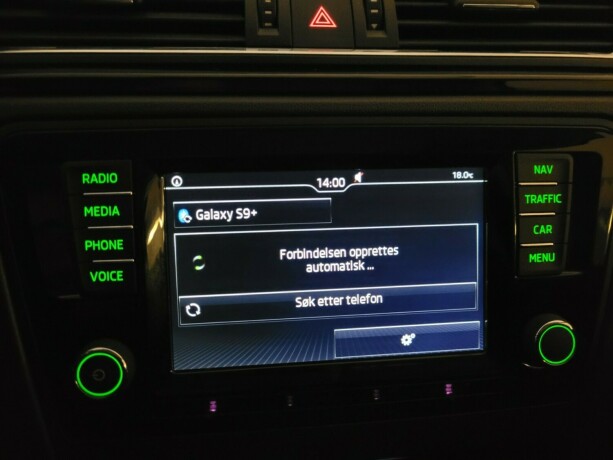 RADIO
MEDIA
PHONE
VOICE
14:00
18.0c
Galaxy S9+
Forbindelsen opprettes
automatisk ...
Søk etter telefon
NAV
TRAFFIC
CAR
MENU